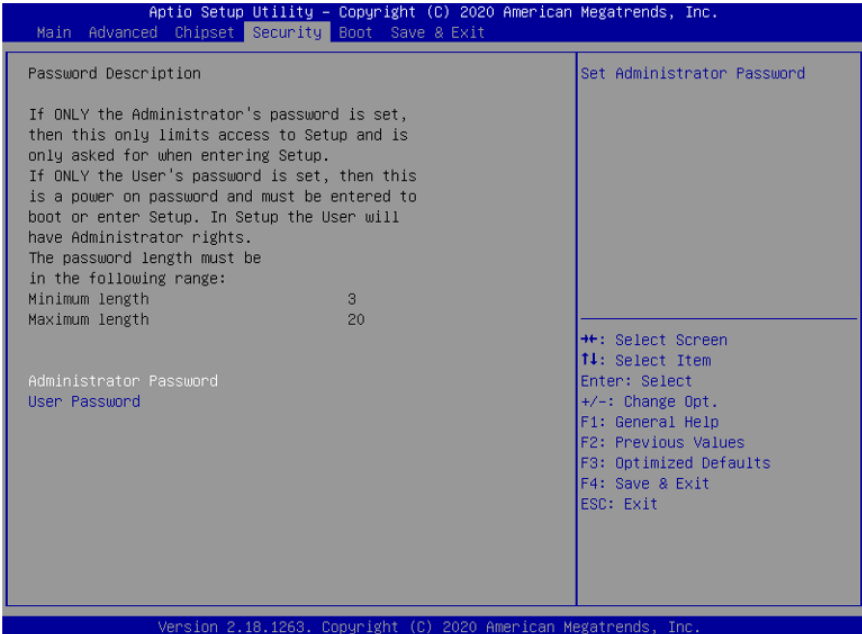 Aptio Setup Utility – Copyright (C) 2020 American Megatrends, Inc.
Main Advanced Chipset Security Boot Save & Exit
Password Description
If ONLY the Administrator's password is set,
then this only limits access to Setup and is
only asked for when entering Setup.
If ONLY the User's password is set, then this
is a power on password and must be entered to
boot or enter Setup. In Setup the User will
have Administrator rights.
The password length must be
in the following range:
Minimum length 3
Maximum length 20
Administrator Password
User Password
Set Administrator Password
→←: Select Screen
↑↓: Select Item
Enter: Select
+/-: Change Opt.
F1: General Help
F2: Previous Values
F3: Optimized Defaults
F4: Save & Exit
ESC: Exit
Version 2.18.1263. Copyright (C) 2020 American Megatrends, Inc.